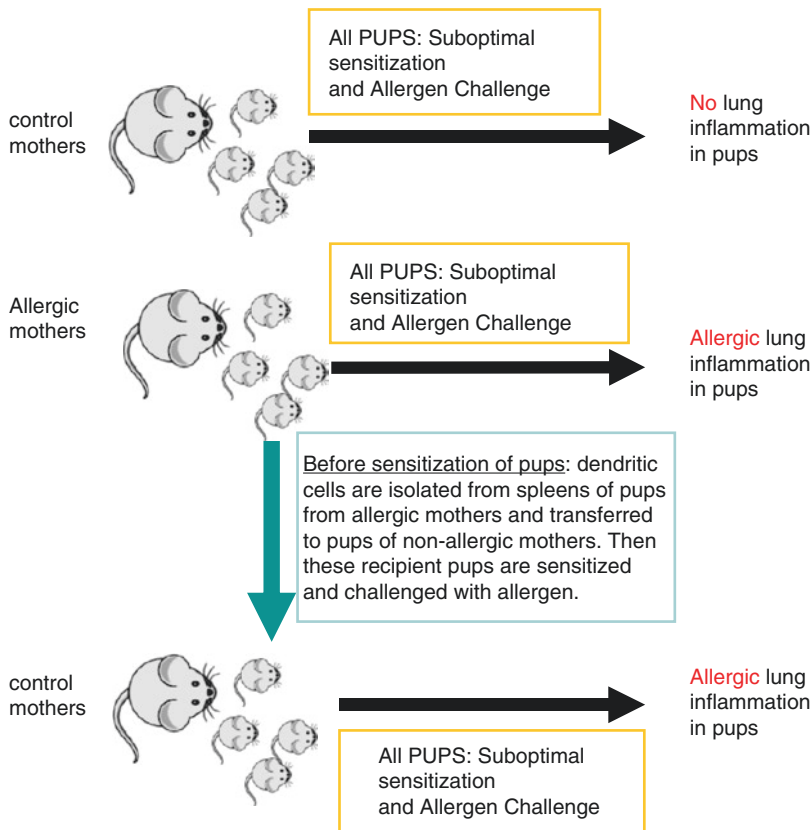 All PUPS: Suboptimal
sensitization
and Allergen Challenge
control
mothers
No lung
inflammation
in pups
All PUPS: Suboptimal
sensitization
and Allergen Challenge
Allergic
mothers
Allergic lung
inflammation
in pups
Before sensitization of pups: dendritic
cells are isolated from spleens of pups
from allergic mothers and transferred
to pups of non-allergic mothers. Then
these recipient pups are sensitized
and challenged with allergen.
control
mothers
Allergic lung
inflammation
in pups
All PUPS: Suboptimal
sensitization
and Allergen Challenge